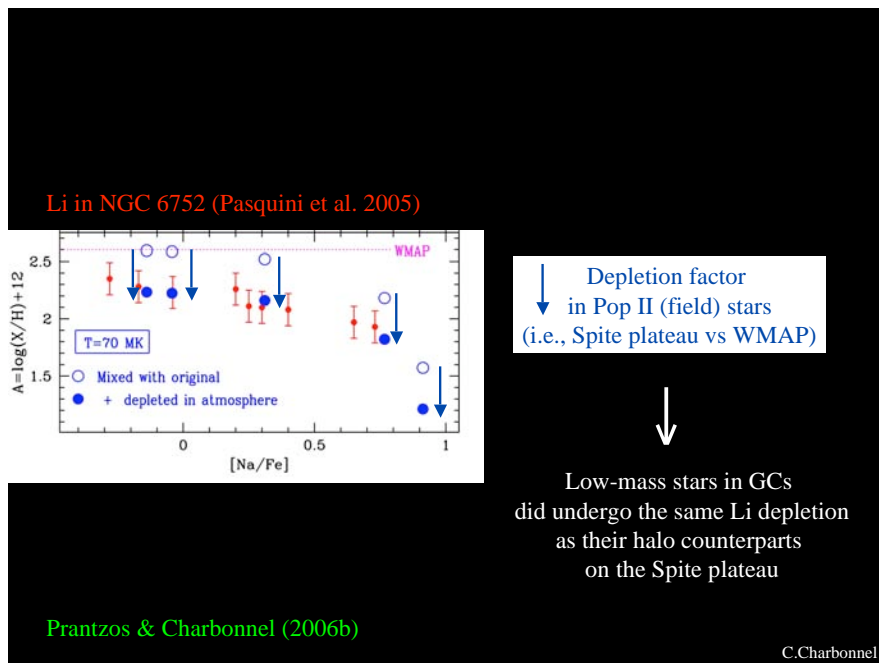 Li in NGC 6752 (Pasquini et al. 2005)
A=log(X/H)+12
2.5
2
1.5
WMAP
T=70 MK
Mixed with original
+ depleted in atmosphere
0
0.5
1
[Na/Fe]
Depletion factor
in Pop II (field) stars
(i.e., Spite plateau vs WMAP)
Low-mass stars in GCs
did undergo the same Li depletion
as their halo counterparts
on the Spite plateau
Prantzos & Charbonnel (2006b)
C.Charbonnel